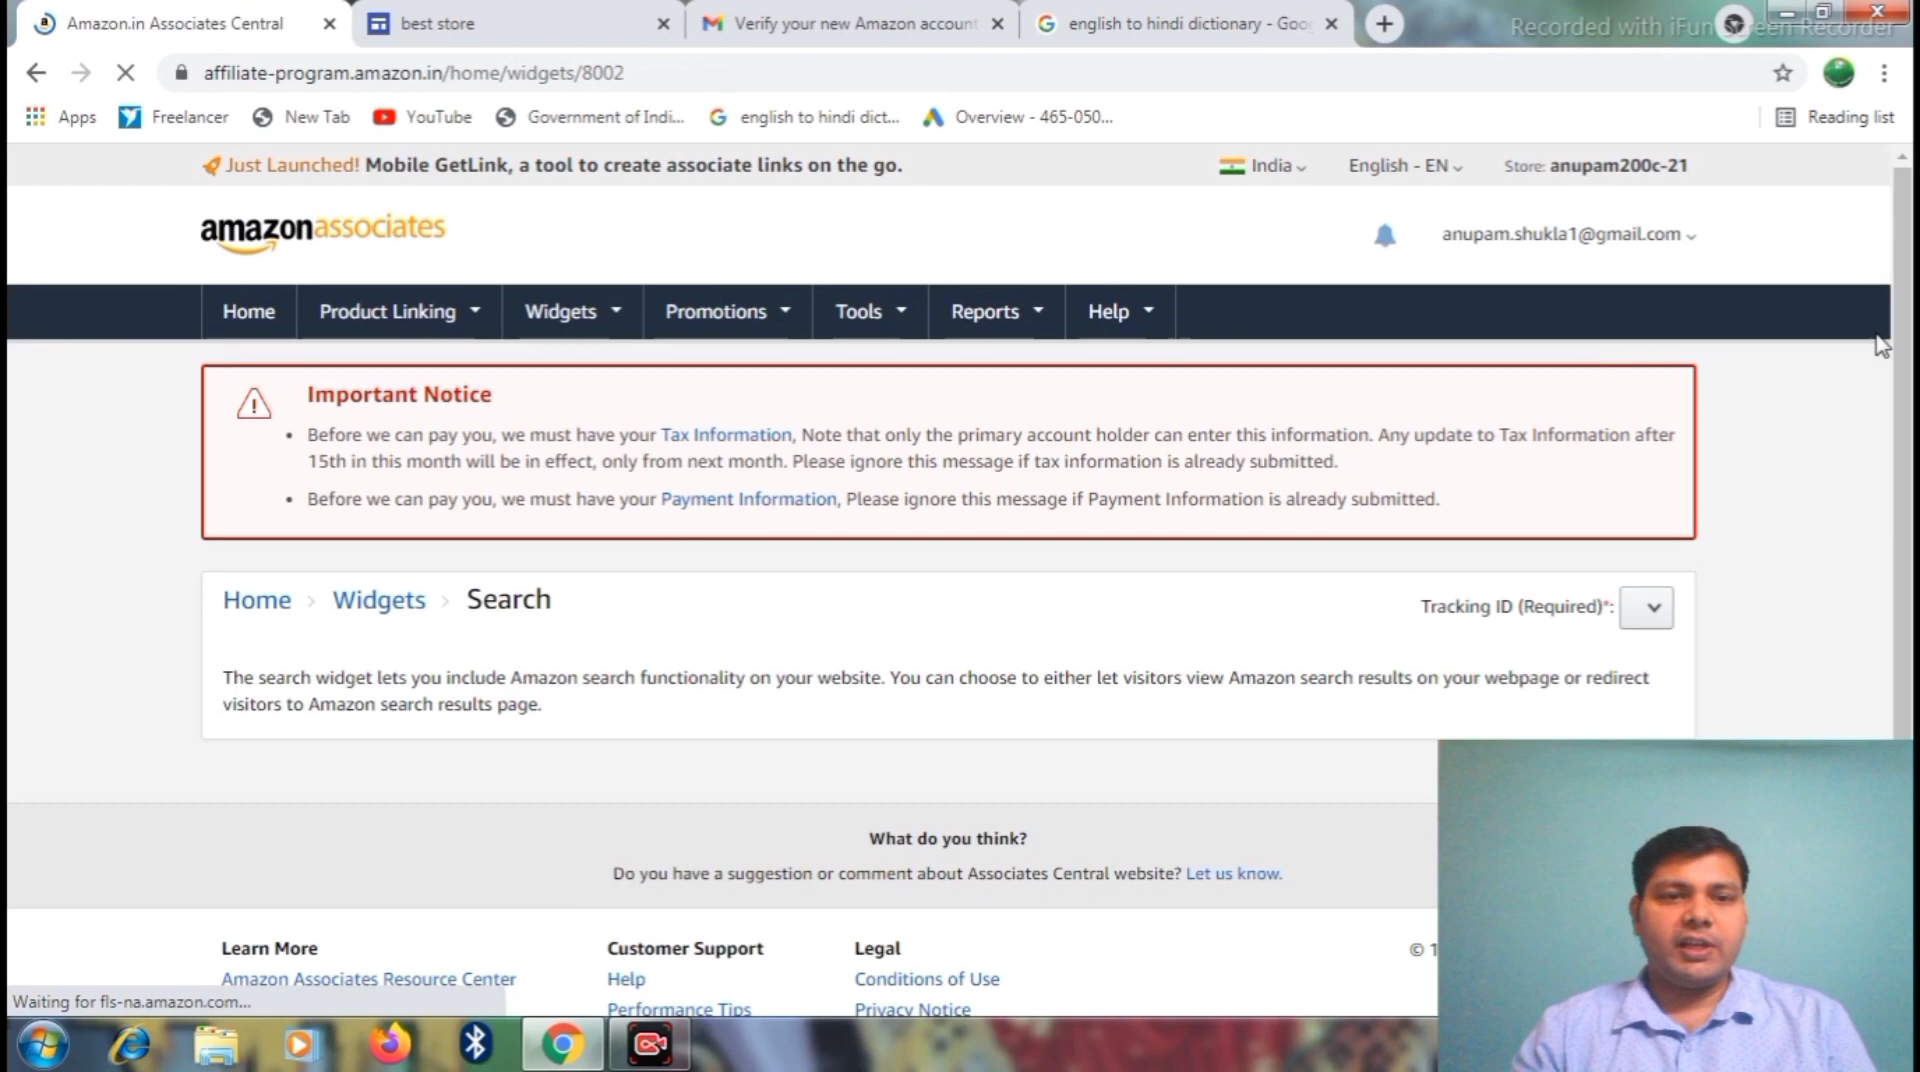 Amazon.in Associates Central
best store
Verify your new Amazon account
english to hindi dictionary - Goo
Recorded with iFun Screen Recorder
affiliate-program.amazon.in/home/widgets/8002
Apps
Freelancer
New Tab
YouTube
Government of Indi...
english to hindi dict...
Overview - 465-050...
Reading list
Just Launched! Mobile GetLink, a tool to create associate links on the go.
India
English - EN
Store: anupam200c-21
amazonassociates
anupam.shukla1@gmail.com
Home
Product Linking
Widgets
Promotions
Tools
Reports
Help
Important Notice
• Before we can pay you, we must have your Tax Information, Note that only the primary account holder can enter this information. Any update to Tax Information after
15th in this month will be in effect, only from next month. Please ignore this message if tax information is already submitted.
• Before we can pay you, we must have your Payment Information, Please ignore this message if Payment Information is already submitted.
Home > Widgets > Search
Tracking ID (Required)*:
The search widget lets you include Amazon search functionality on your website. You can choose to either let visitors view Amazon search results on your webpage or redirect
visitors to Amazon search results page.
What do you think?
Do you have a suggestion or comment about Associates Central website? Let us know.
Learn More
Customer Support
Legal
© 1
Amazon Associates Resource Center
Help
Conditions of Use
Waiting for fls-na.amazon.com...
Performance Tips
Privacy Notice